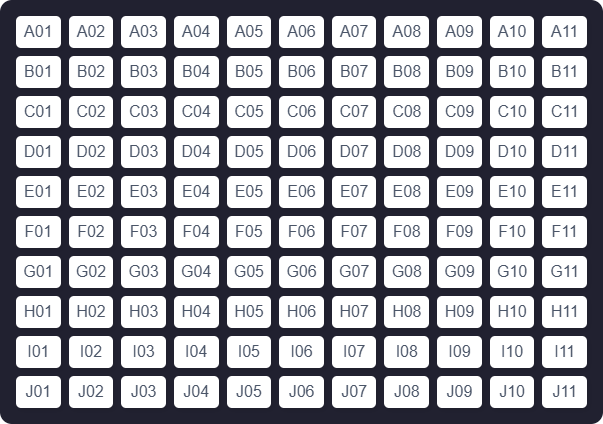 A01 A02 A03 A04 A05 A06 A07 A08 A09 A10 A11
B01 B02 B03 B04 B05 B06 B07 B08 B09 B10 B11
C01 C02 C03 C04 C05 C06 C07 C08 C09 C10 C11
D01 D02 D03 D04 D05 D06 D07 D08 D09 D10 D11
E01 E02 E03 E04 E05 E06 E07 E08 E09 E10 E11
F01 F02 F03 F04 F05 F06 F07 F08 F09 F10 F11
G01 G02 G03 G04 G05 G06 G07 G08 G09 G10 G11
H01 H02 H03 H04 H05 H06 H07 H08 H09 H10 H11
I01 I02 I03 I04 I05 I06 I07 I08 I09 I10 I11
J01 J02 J03 J04 J05 J06 J07 J08 J09 J10 J11